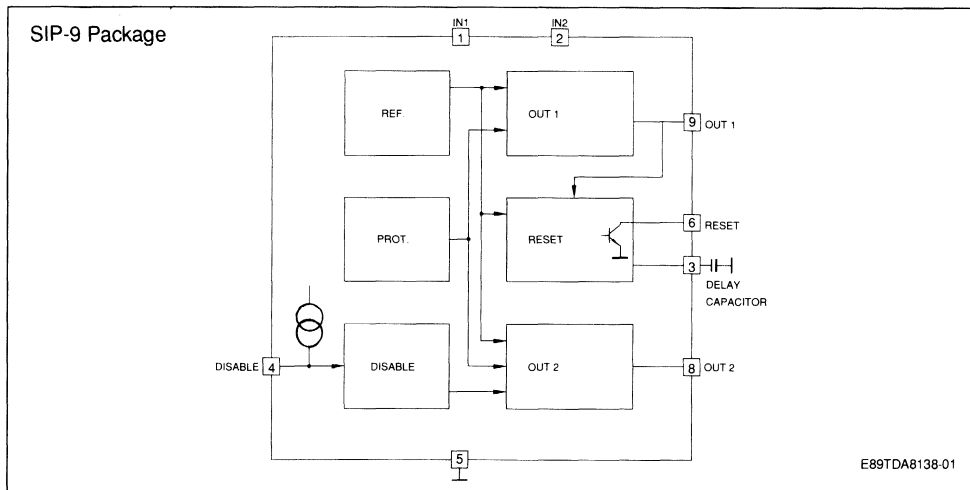 SIP-9 Package
IN1
IN2
1
2
REF.
OUT 1
9
OUT 1
PROT.
RESET
6
RESET
3
DELAY
CAPACITOR
DISABLE
4
DISABLE
OUT 2
8
OUT 2
5
E89TDA8138-01